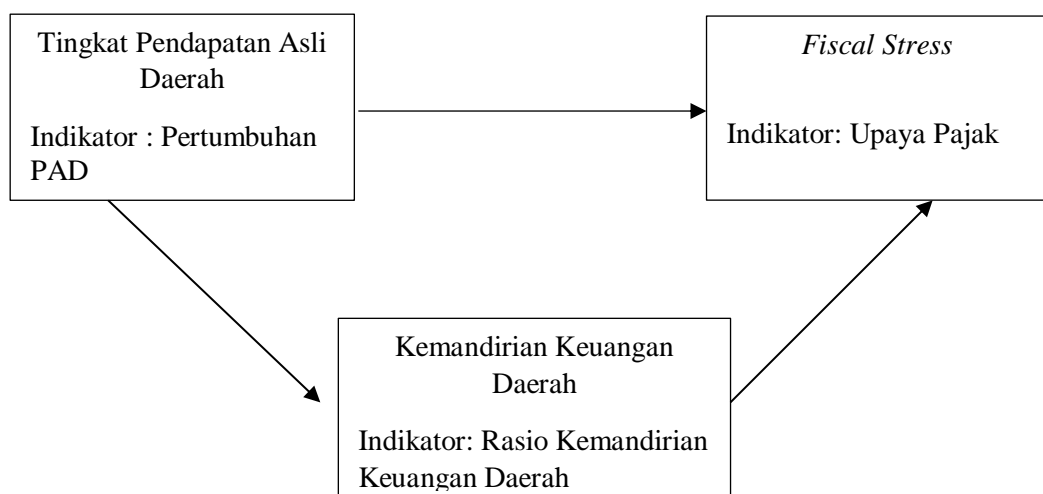 Tingkat Pendapatan Asli
Daerah
Indikator : Pertumbuhan
PAD
Fiscal Stress
Indikator: Upaya Pajak
Kemandirian Keuangan
Daerah
Indikator: Rasio Kemandirian
Keuangan Daerah